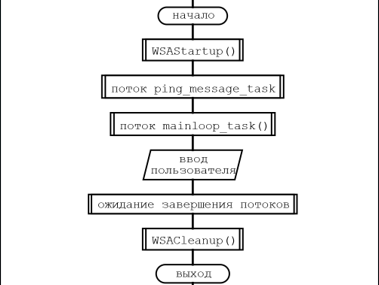 начало
WSAStartup()
поток ping_message_task
поток mainloop_task()
ввод
пользователя
ожидание завершения потоков
WSACleanup()
выход